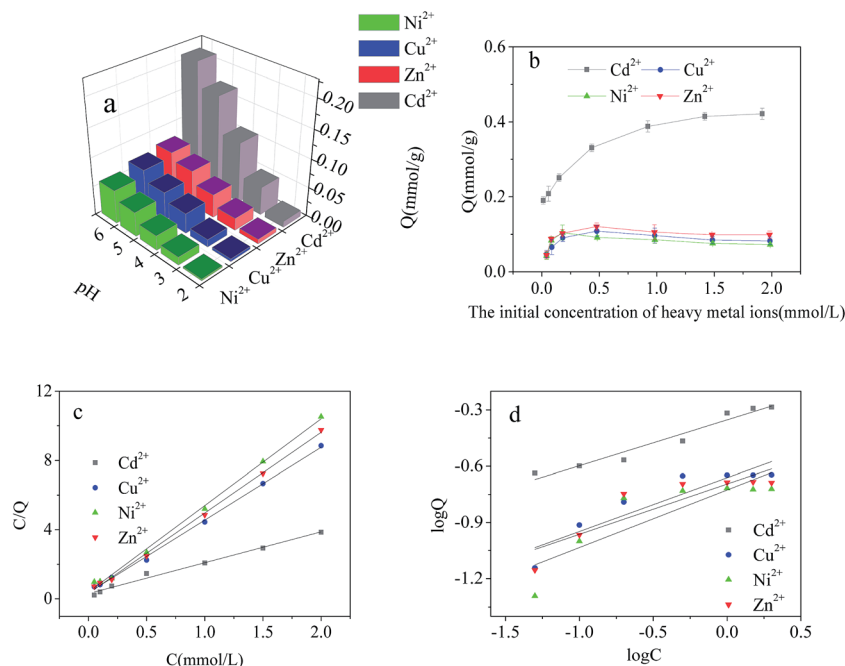 a
Ni²⁺
Cu²⁺
Zn²⁺
Cd²⁺
0.20
0.15
0.10
0.05
0.00
Q(mmol/g)
6
5
4
3
2
pH
Ni²⁺
Cu²⁺
Zn²⁺
Cd²⁺
b
Cd²⁺ Cu²⁺
Ni²⁺ Zn²⁺
0.6
0.4
0.2
0.0
Q(mmol/g)
0.0 0.5 1.0 1.5 2.0
The initial concentration of heavy metal ions(mmol/L)
c
Cd²⁺
Cu²⁺
Ni²⁺
Zn²⁺
12
8
4
0
C/Q
0.0 0.5 1.0 1.5 2.0
C(mmol/L)
d
-0.3
-0.6
-0.9
-1.2
logQ
Cd²⁺
Cu²⁺
Ni²⁺
Zn²⁺
-1.5 -1.0 -0.5 0.0 0.5
logC